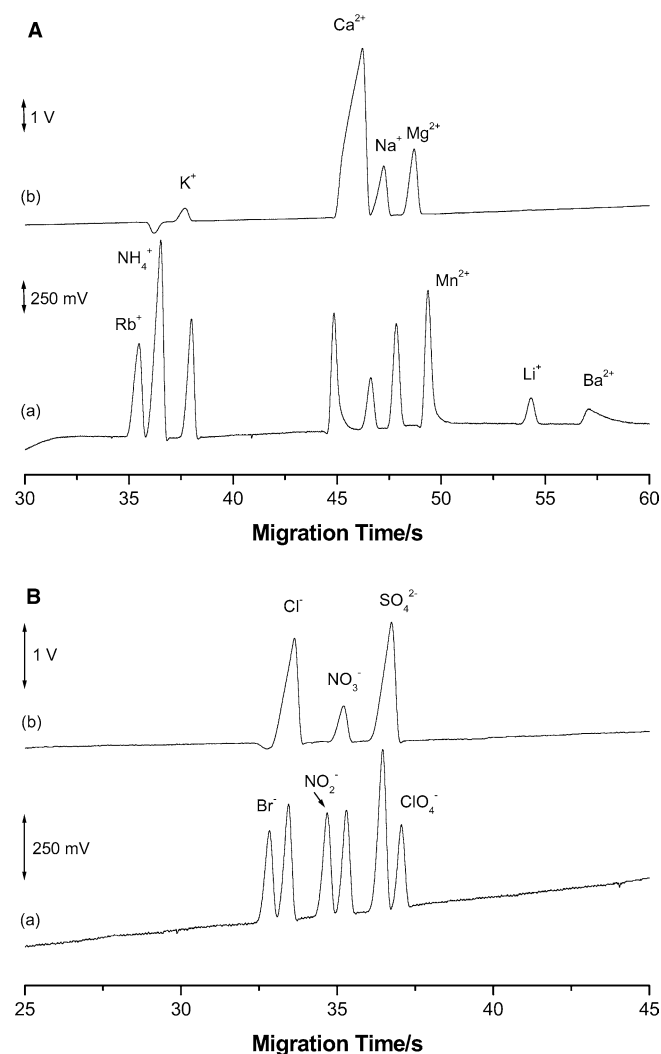 A
Ca²⁺
1 V
Na⁺ Mg²⁺
K⁺
(b)
NH₄⁺
250 mV
Mn²⁺
Rb⁺
Li⁺ Ba²⁺
(a)
30 35 40 45 50 55 60
Migration Time/s
B
Cl⁻ SO₄²⁻
1 V
NO₃⁻
(b)
NO₂⁻
Br⁻ ClO₄⁻
250 mV
(a)
25 30 35 40 45
Migration Time/s